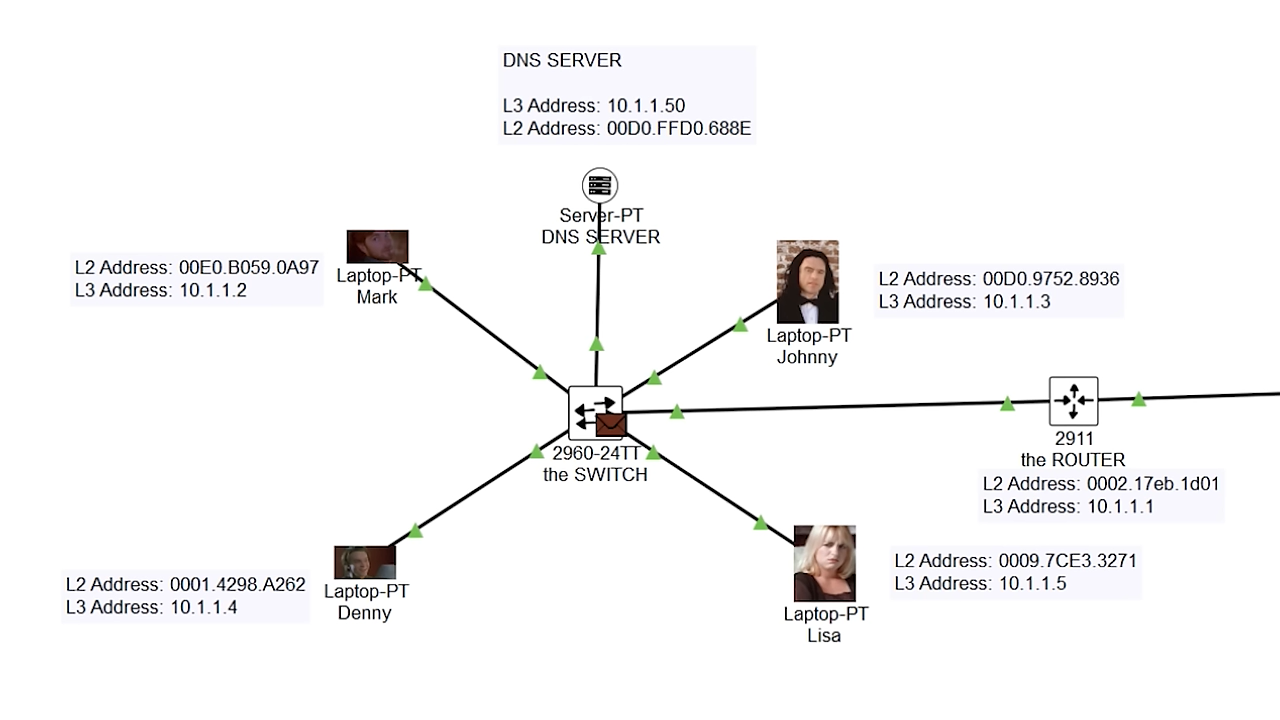 DNS SERVER
L3 Address: 10.1.1.50
L2 Address: 00D0.FFD0.688E
Server-PT
DNS SERVER
L2 Address: 00E0.B059.0A97
L3 Address: 10.1.1.2
Laptop-PT
Mark
L2 Address: 00D0.9752.8936
L3 Address: 10.1.1.3
Laptop-PT
Johnny
2960-24TT
the SWITCH
2911
the ROUTER
L2 Address: 0002.17eb.1d01
L3 Address: 10.1.1.1
L2 Address: 0001.4298.A262
L3 Address: 10.1.1.4
Laptop-PT
Denny
L2 Address: 0009.7CE3.3271
L3 Address: 10.1.1.5
Laptop-PT
Lisa